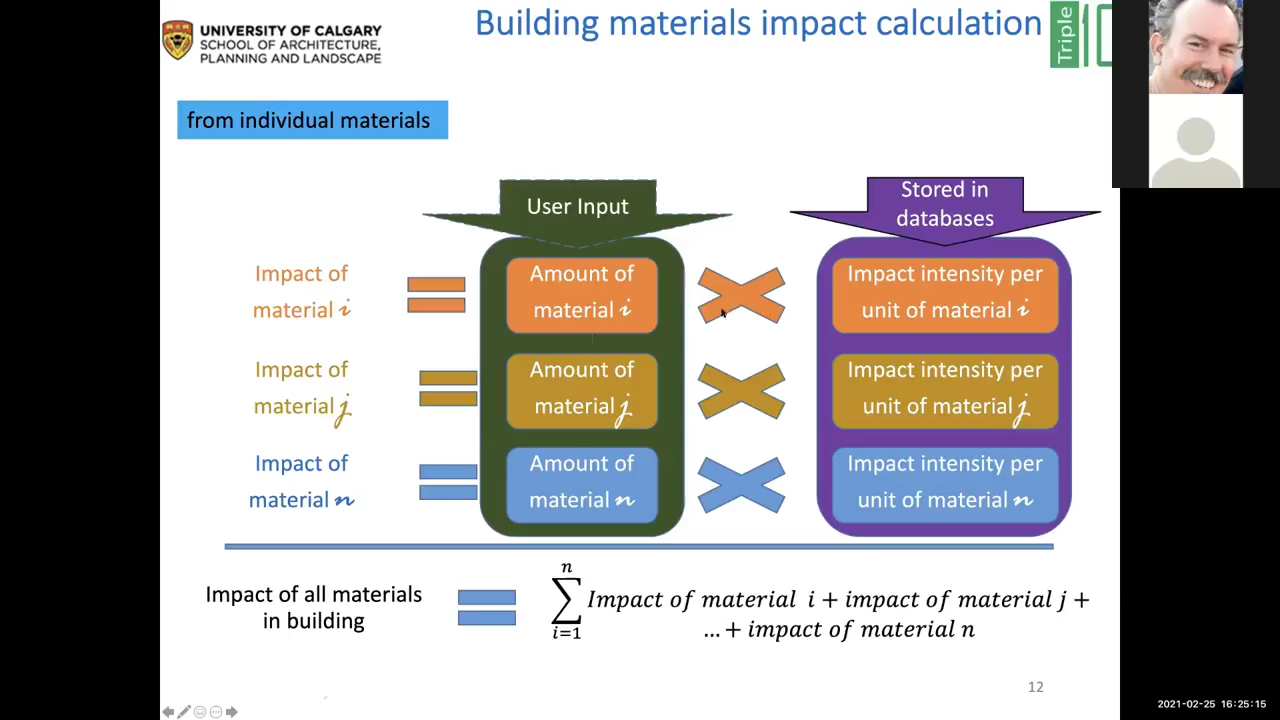 UNIVERSITY OF CALGARY
SCHOOL OF ARCHITECTURE,
PLANNING AND LANDSCAPE
Building materials impact calculation
Triple
from individual materials
User Input
Stored in
databases
Impact of
material i
Amount of
material i
Impact intensity per
unit of material i
Impact of
material j
Amount of
material j
Impact intensity per
unit of material j
Impact of
material n
Amount of
material n
Impact intensity per
unit of material n
Impact of all materials
in building
n
∑ Impact of material i + impact of material j +
i=1
... + impact of material n
12
2021-02-25 16:25:15